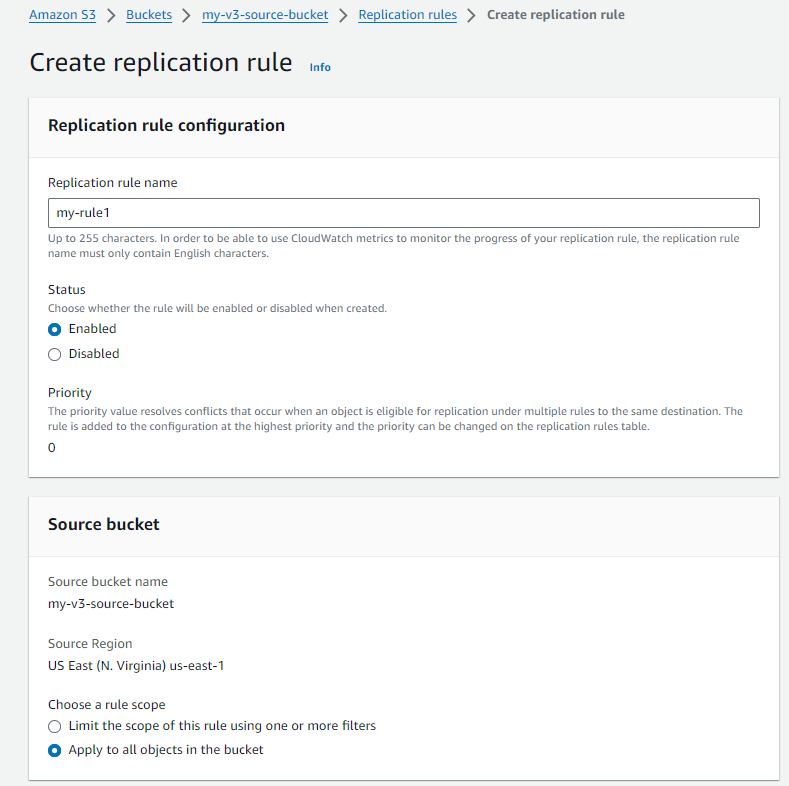 Amazon S3 > Buckets > my-v3-source-bucket > Replication rules > Create replication rule
Create replication rule Info
Replication rule configuration
Replication rule name
my-rule1
Up to 255 characters. In order to be able to use CloudWatch metrics to monitor the progress of your replication rule, the replication rule
name must only contain English characters.
Status
Choose whether the rule will be enabled or disabled when created.
Enabled
Disabled
Priority
The priority value resolves conflicts that occur when an object is eligible for replication under multiple rules to the same destination. The
rule is added to the configuration at the highest priority and the priority can be changed on the replication rules table.
0
Source bucket
Source bucket name
my-v3-source-bucket
Source Region
US East (N. Virginia) us-east-1
Choose a rule scope
Limit the scope of this rule using one or more filters
Apply to all objects in the bucket